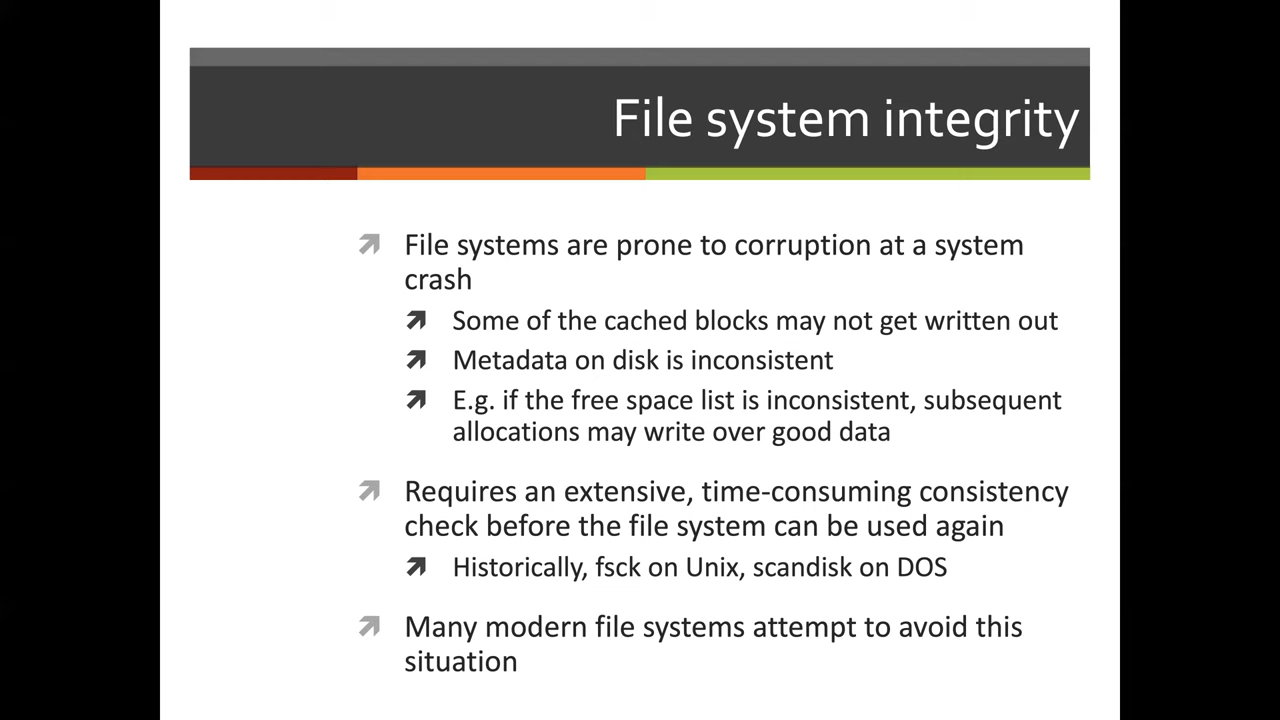 File system integrity
File systems are prone to corruption at a system
crash
Some of the cached blocks may not get written out
Metadata on disk is inconsistent
E.g. if the free space list is inconsistent, subsequent
allocations may write over good data
Requires an extensive, time-consuming consistency
check before the file system can be used again
Historically, fsck on Unix, scandisk on DOS
Many modern file systems attempt to avoid this
situation